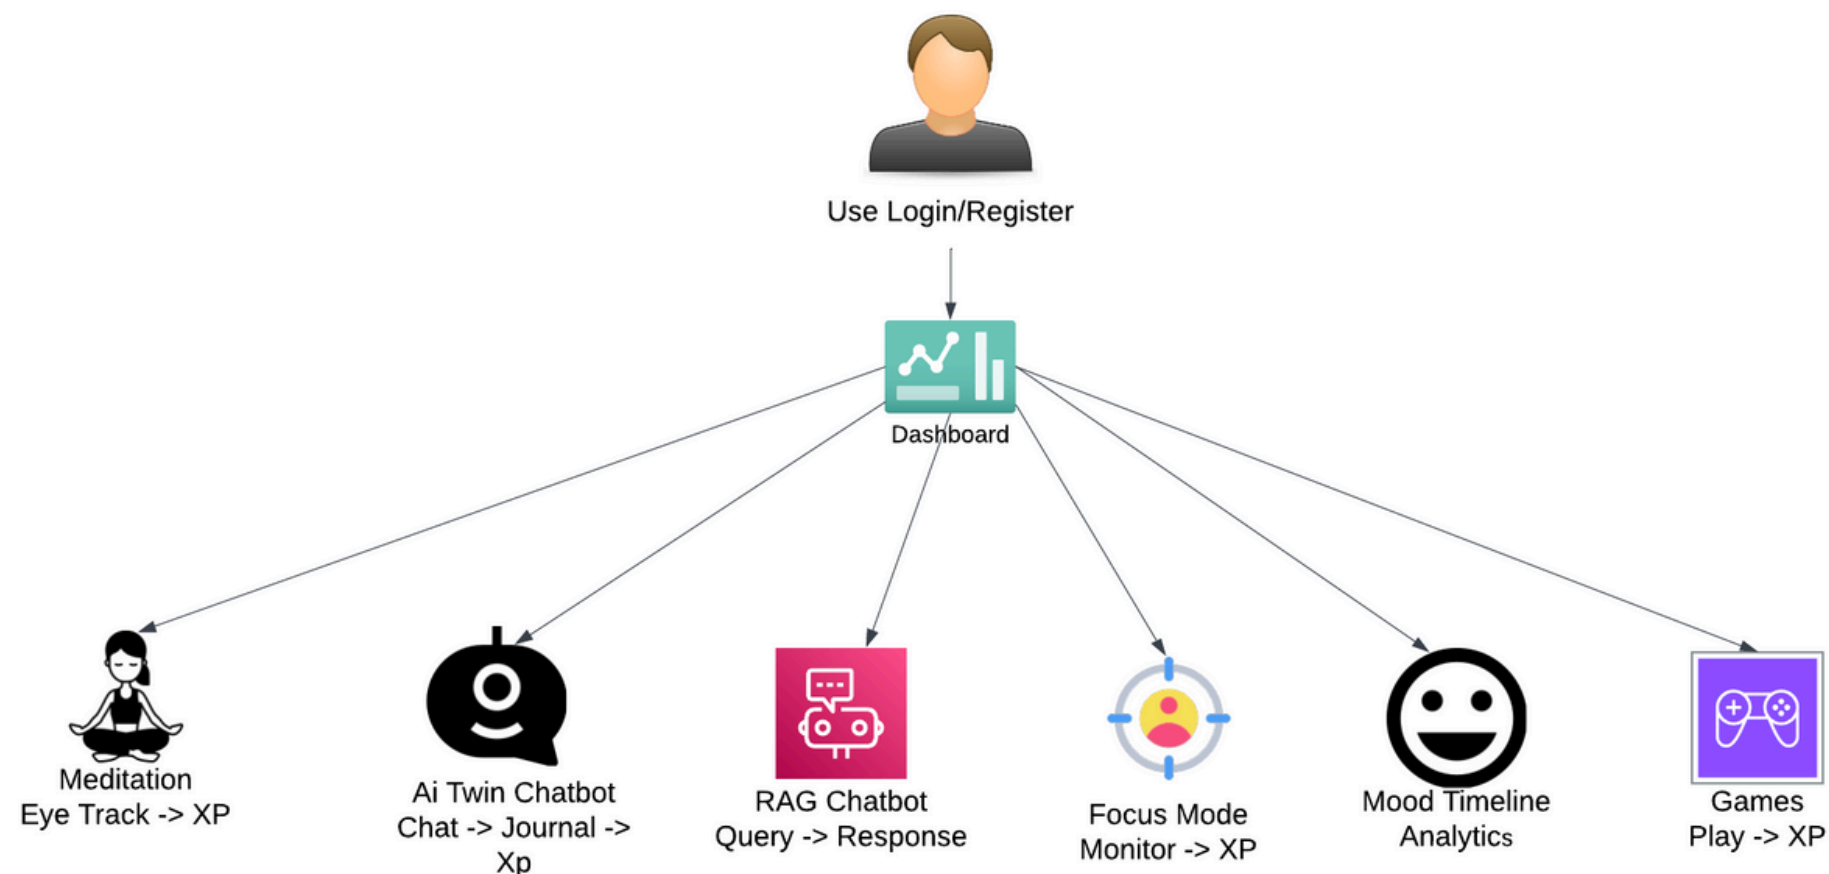 Use Login/Register
Dashboard
Meditation
Eye Track -> XP
Ai Twin Chatbot
Chat -> Journal ->
Xp
RAG Chatbot
Query -> Response
Focus Mode
Monitor -> XP
Mood Timeline
Analytics
Games
Play -> XP